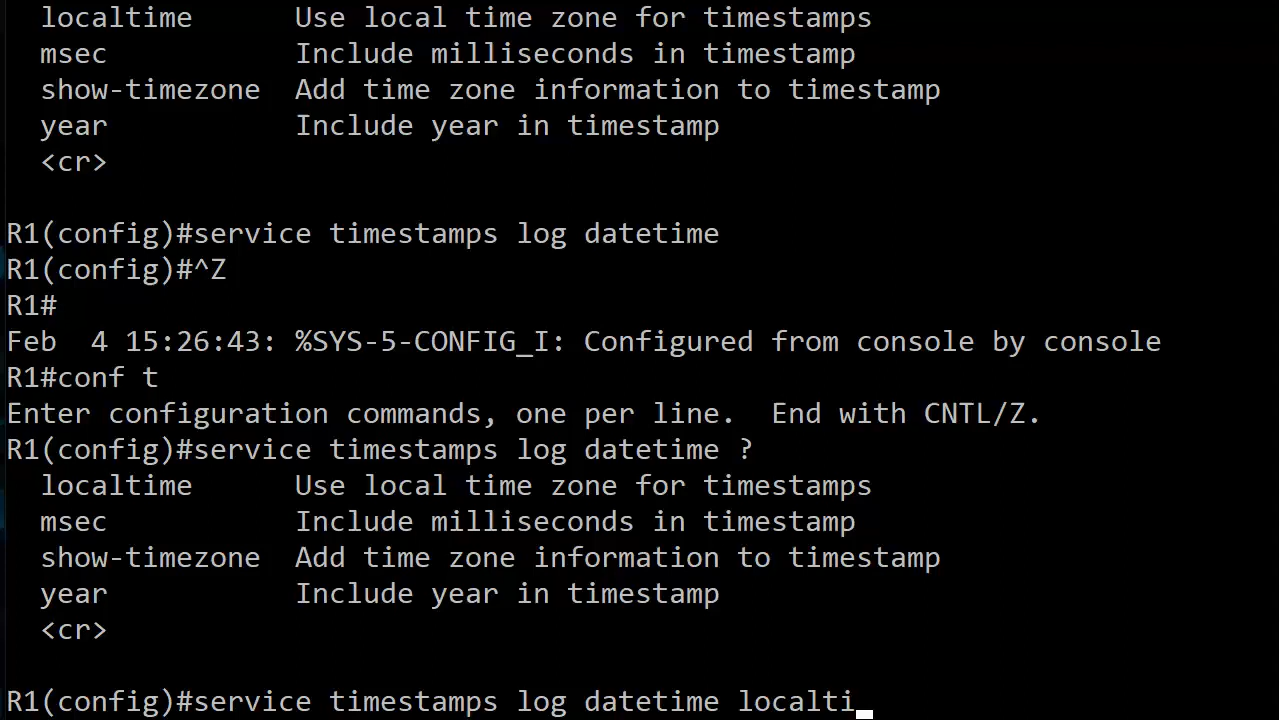 localtime      Use local time zone for timestamps
msec           Include milliseconds in timestamp
show-timezone  Add time zone information to timestamp
year           Include year in timestamp
<cr>
R1(config)#service timestamps log datetime
R1(config)#^Z
R1#
Feb  4 15:26:43: %SYS-5-CONFIG_I: Configured from console by console
R1#conf t
Enter configuration commands, one per line.  End with CNTL/Z.
R1(config)#service timestamps log datetime ?
localtime      Use local time zone for timestamps
msec           Include milliseconds in timestamp
show-timezone  Add time zone information to timestamp
year           Include year in timestamp
<cr>
R1(config)#service timestamps log datetime localti